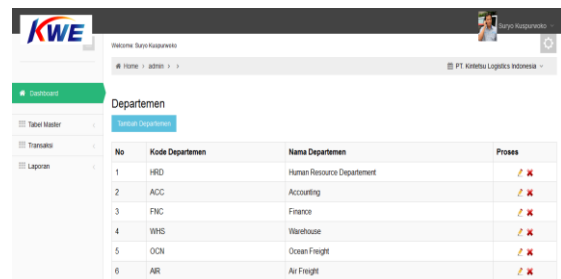 KWE
Suryo Kuspurwoko
Welcome Suryo Kuspurwoko
Home > admin > >
PT. Kintetsu Logistics Indonesia
Dashboard
Tabel Master
Transaksi
Laporan
Departemen
Tambah Departemen
No Kode Departemen Nama Departemen Proses
1 HRD Human Resource Departement
2 ACC Accounting
3 FNC Finance
4 WHS Warehouse
5 OCN Ocean Freight
6 AIR Air Freight